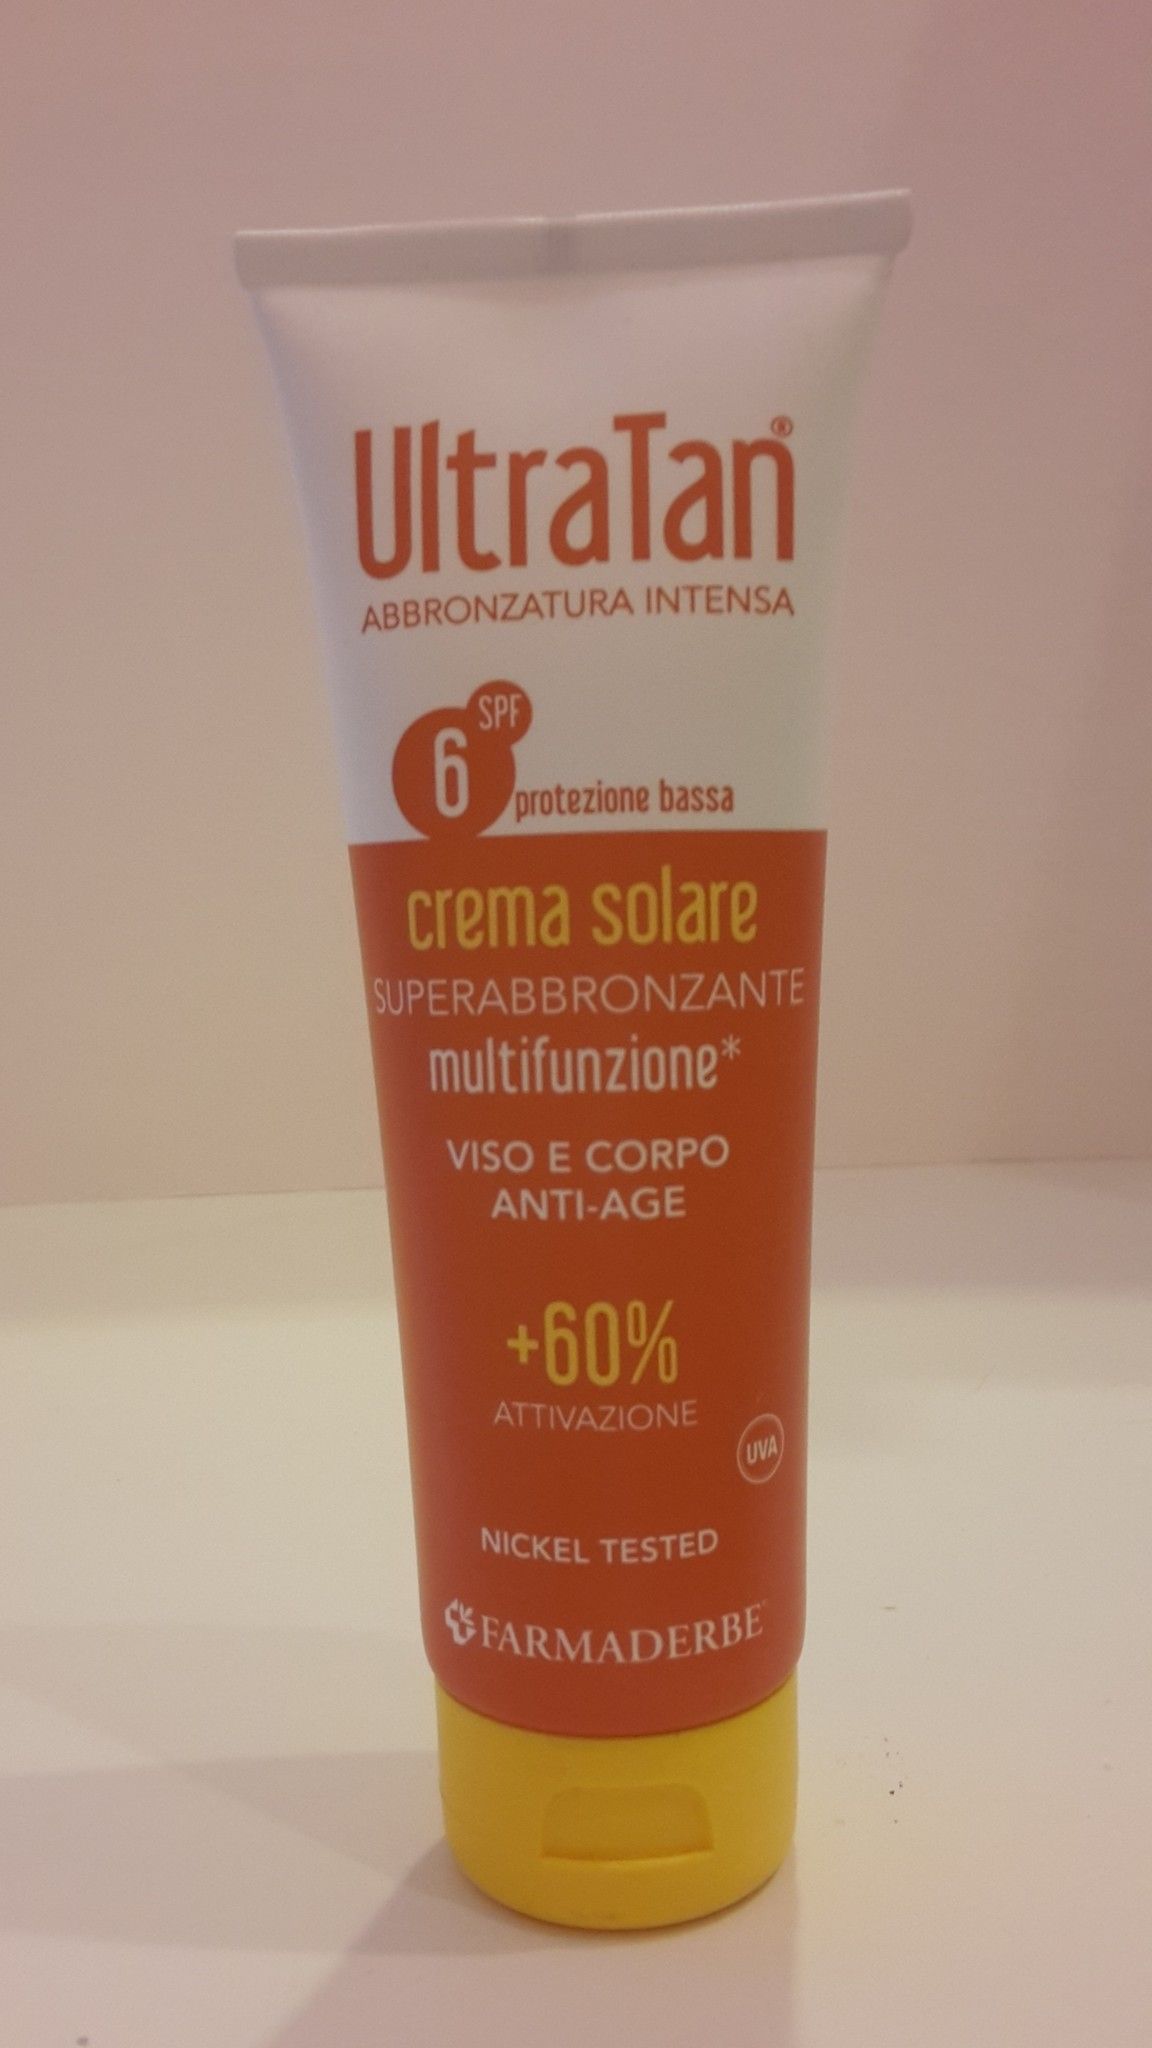 UltraTan®
ABBRONZATURA INTENSA
SPF
6
protezione bassa
crema solare
SUPERABBRONZANTE
multifunzione*
VISO E CORPO
ANTI-AGE
+60%
ATTIVAZIONE
UVA
NICKEL TESTED
FARMADERBE